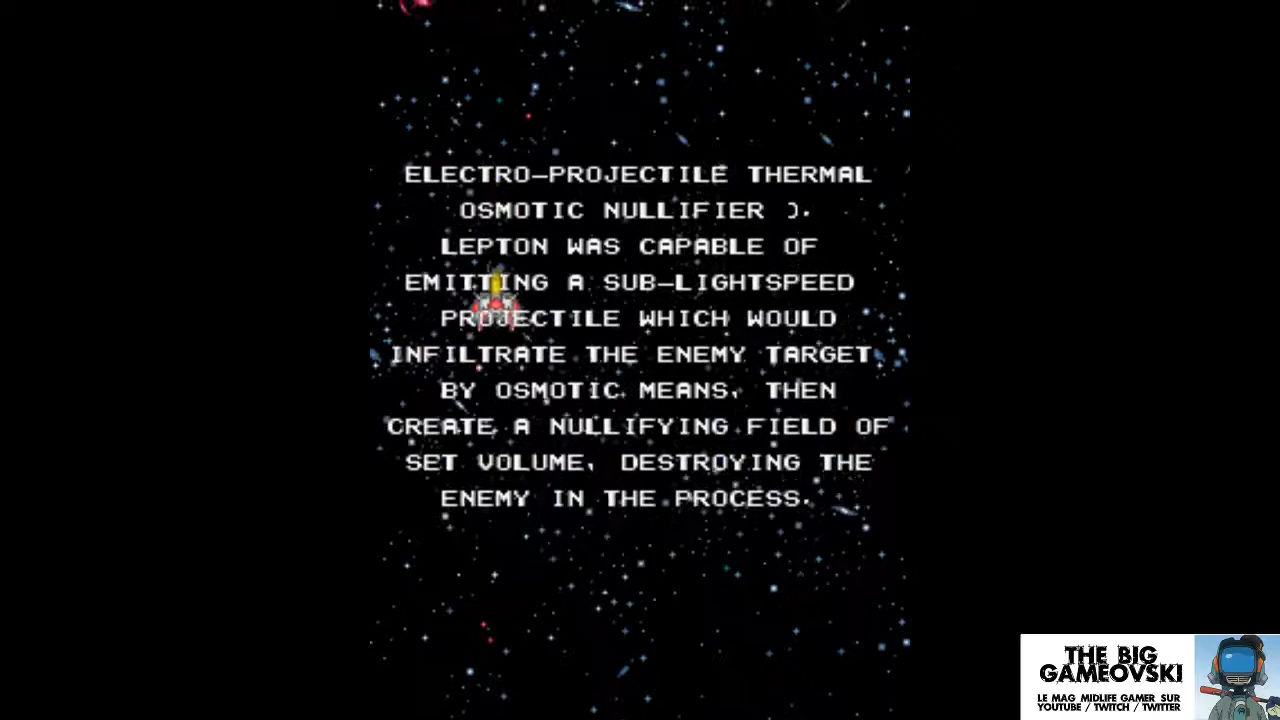 ELECTRO-PROJECTILE THERMAL
OSMOTIC NULLIFIER ).
LEPTON WAS CAPABLE OF
EMITTING A SUB-LIGHTSPEED
PROJECTILE WHICH WOULD
INFILTRATE THE ENEMY TARGET
BY OSMOTIC MEANS, THEN
CREATE A NULLIFYING FIELD OF
SET VOLUME, DESTROYING THE
ENEMY IN THE PROCESS.
THE BIG
GAMEOVSKI
LE MAG MIDLIFE GAMER SUR
YOUTUBE / TWITCH / TWITTER